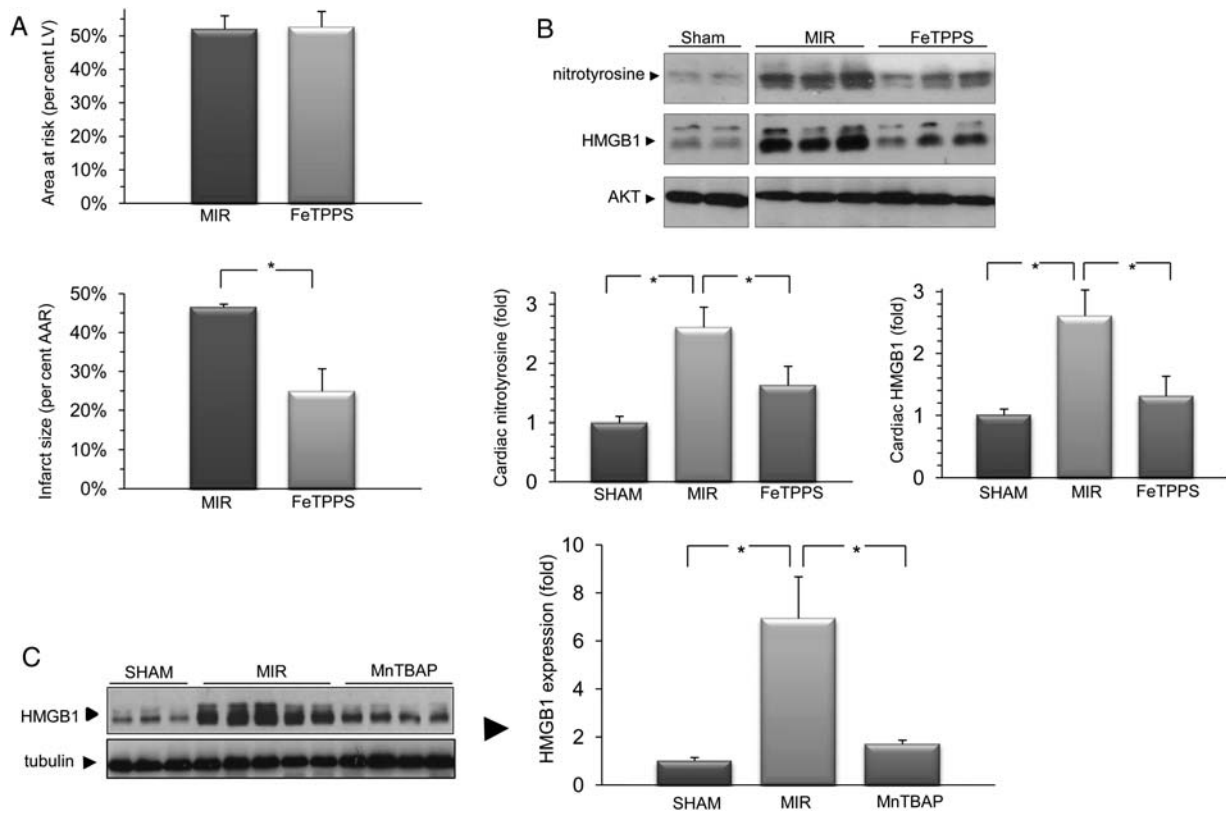 A
Area at risk (per cent LV)
50%
40%
30%
20%
10%
0%
MIR FeTPPS
*
Infarct size (per cent AAR)
50%
40%
30%
20%
10%
0%
MIR FeTPPS
B
Sham MIR FeTPPS
nitrotyrosine
HMGB1
AKT
* *
Cardiac nitrotyrosine (fold)
3
2
1
0
SHAM MIR FeTPPS
* *
Cardiac HMGB1 (fold)
3
2
1
0
SHAM MIR FeTPPS
C
SHAM MIR MnTBAP
HMGB1
tubulin
* *
HMGB1 expression (fold)
10
8
6
4
2
0
SHAM MIR MnTBAP